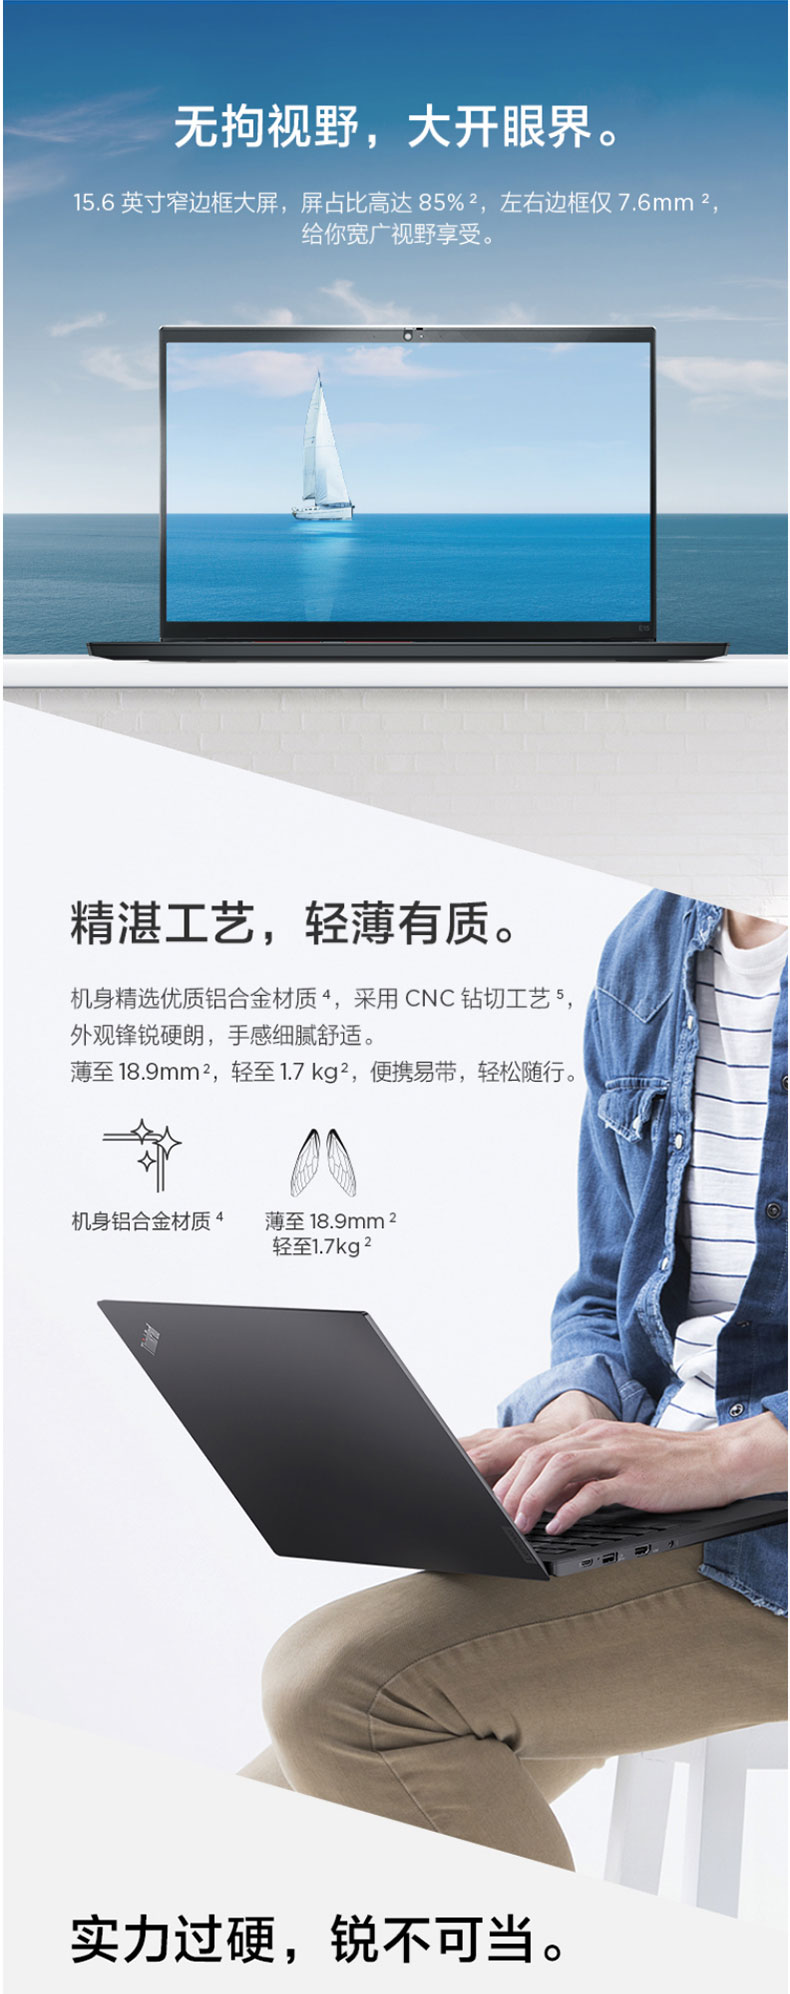 无拘视野，大开眼界。
15.6 英寸窄边框大屏，屏占比高达 85% ²，左右边框仅 7.6mm ²，
给你宽广视野享受。
E15
精湛工艺，轻薄有质。
机身精选优质铝合金材质 ⁴，采用 CNC 钻切工艺 ⁵，
外观锋锐硬朗，手感细腻舒适。
薄至 18.9mm²，轻至 1.7 kg²，便携易带，轻松随行。
机身铝合金材质 ⁴
薄至 18.9mm ²
轻至1.7kg ²
ThinkPad
实力过硬，锐不可当。